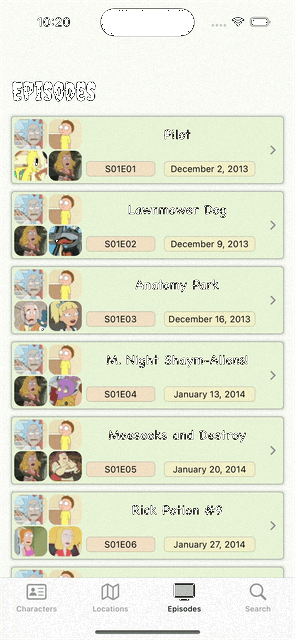 10:20
EPISODES
Pilot
S01E01 December 2, 2013
Lawnmower Dog
S01E02 December 9, 2013
Anatomy Park
S01E03 December 16, 2013
M. Night Shaym-Aliens!
S01E04 January 13, 2014
Meeseeks and Destroy
S01E05 January 20, 2014
Rick Potion #9
S01E06 January 27, 2014
Characters Locations Episodes Search